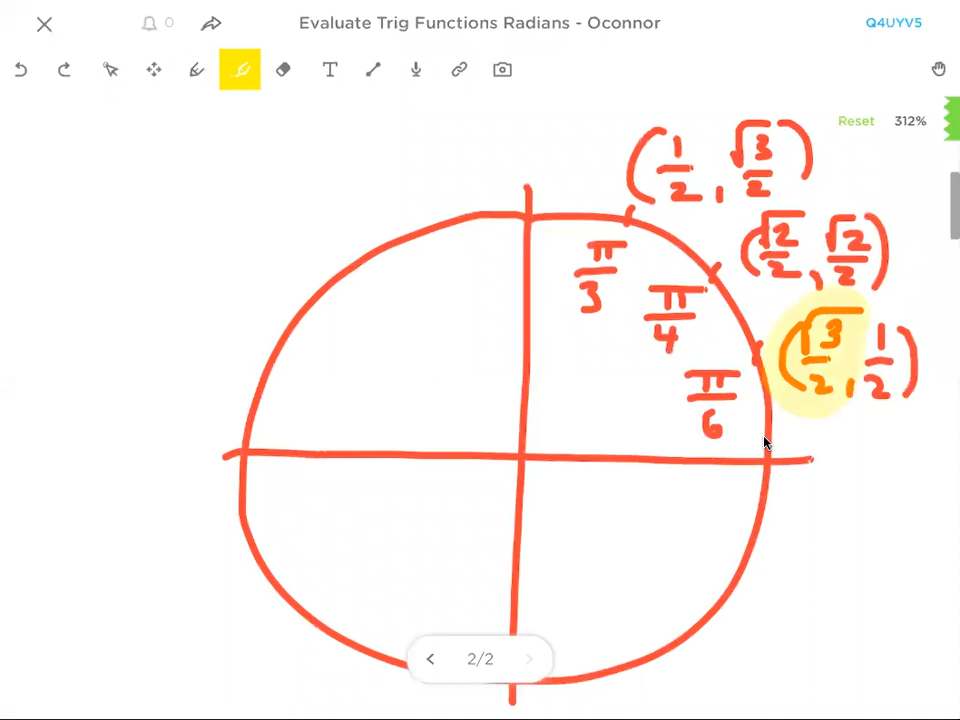 0
Evaluate Trig Functions Radians - Oconnor
Q4UYV5
T
Reset 312%
(1/2, √3/2)
π/3
(√2/2, √2/2)
π/4
(√3/2, 1/2)
π/6
2/2